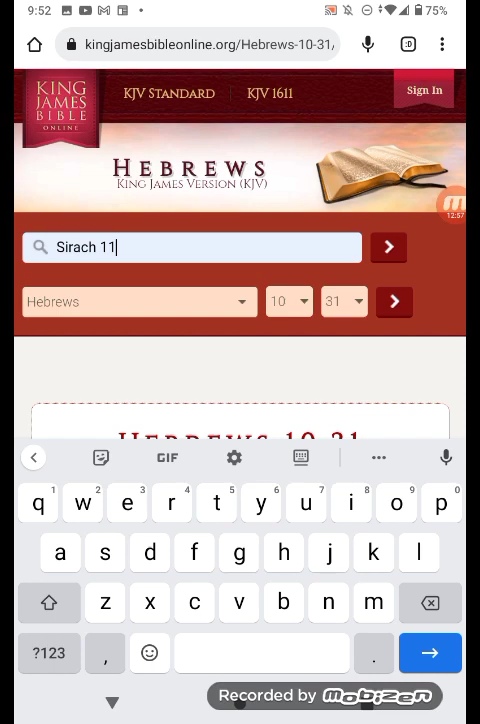 9:52 75%
kingjamesbibleonline.org/Hebrews-10-31/
KING
JAMES
BIBLE
ONLINE
KJV STANDARD KJV 1611 Sign In
HEBREWS
KING JAMES VERSION (KJV)
12:57
Sirach 11
Hebrews 10 31
HEBREWS 10:31
GIF
q 1 w 2 e 3 r 4 t 5 y 6 u 7 i 8 o 9 p 0
a s d f g h j k l
z x c v b n m
?123 , .
Recorded by mobizen